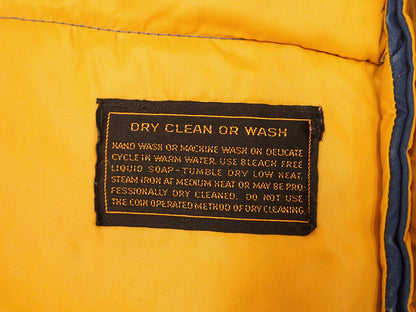 DRY CLEAN OR WASH
HAND WASH OR MACHINE WASH ON DELICATE
CYCLE IN WARM WATER. USE BLEACH FREE
LIQUID SOAP - TUMBLE DRY LOW HEAT.
STEAM IRON AT MEDIUM HEAT OR MAY BE PRO-
FESSIONALLY DRY CLEANED. DO NOT USE
THE COIN OPERATED METHOD OF DRY CLEANING.